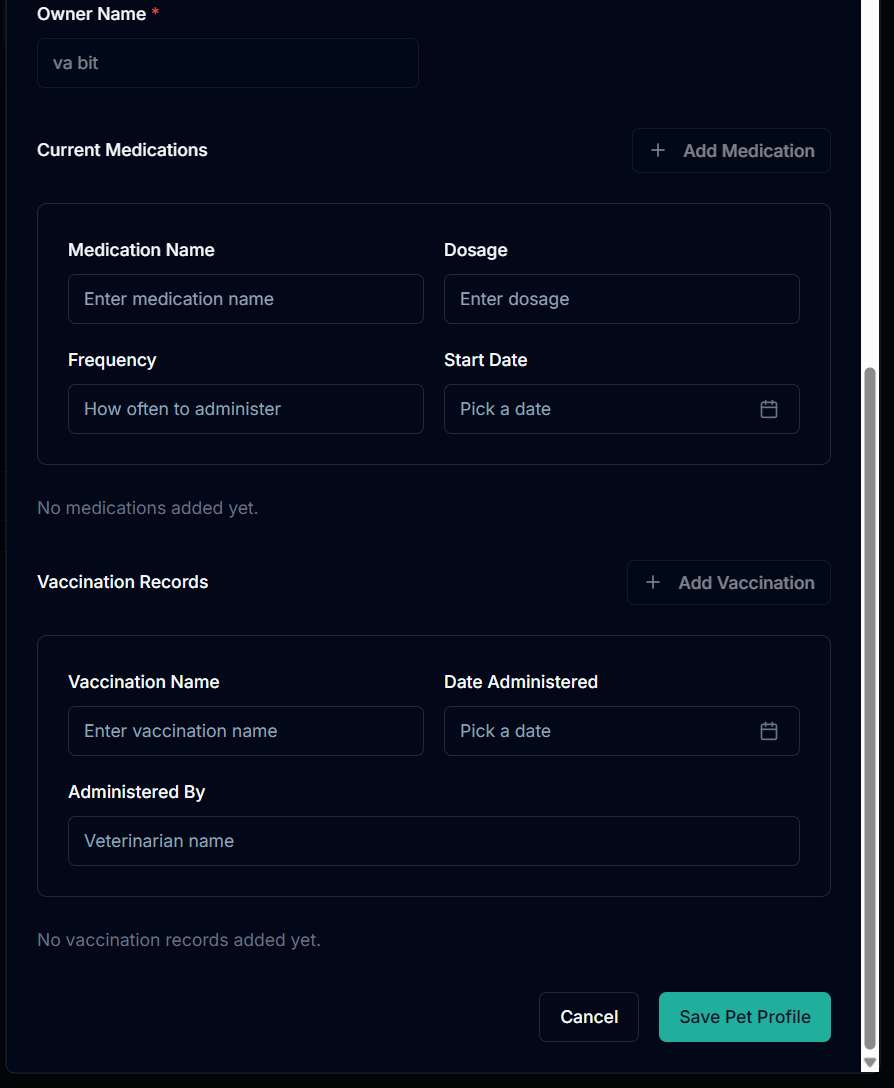 Owner Name *
va bit
Current Medications
+ Add Medication
Medication Name Dosage
Enter medication name Enter dosage
Frequency Start Date
How often to administer Pick a date
No medications added yet.
Vaccination Records
+ Add Vaccination
Vaccination Name Date Administered
Enter vaccination name Pick a date
Administered By
Veterinarian name
No vaccination records added yet.
Cancel Save Pet Profile